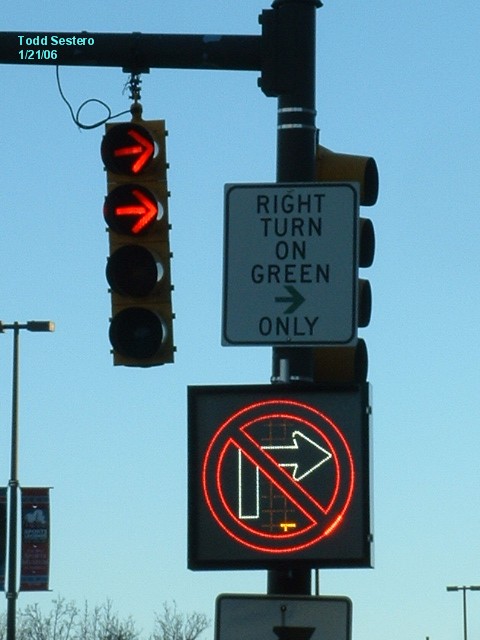 Todd Sestero
1/21/06
RIGHT
TURN
ON
GREEN
→
ONLY